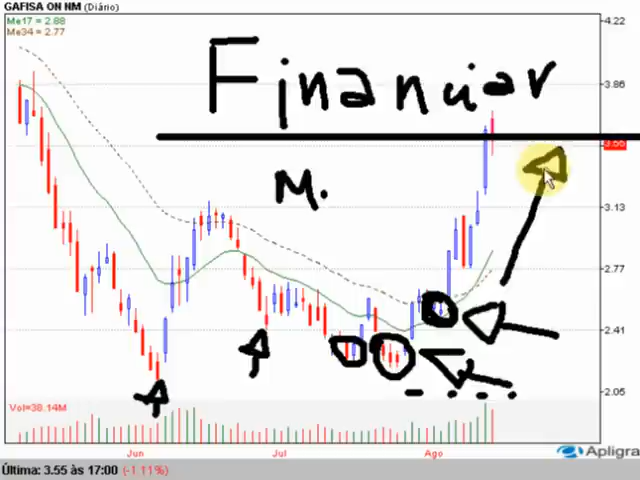 GAFISA ON NM (Diário)
Me17 = 2.88
Me34 = 2.77
4.22
Financiar
3.86
3.55
M.
3.13
2.77
2.41
2.05
Vol=38.14M
Jun Jul Ago
Apligra
Última: 3.55 às 17:00 (-1.11%)